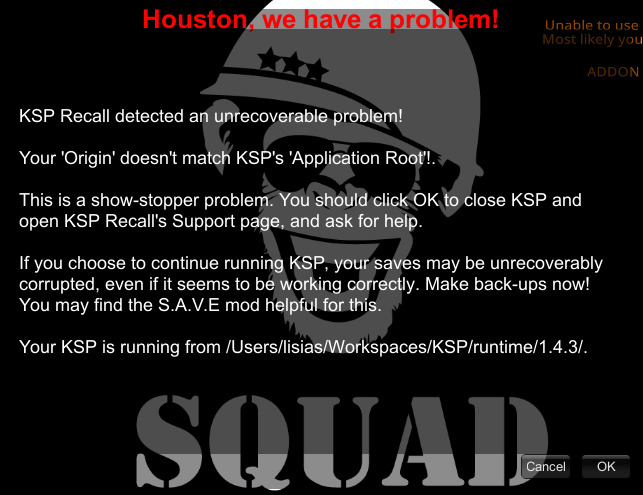 Houston, we have a problem!
Unable to use
Most likely you
ADDON
KSP Recall detected an unrecoverable problem!
Your 'Origin' doesn't match KSP's 'Application Root'!.
This is a show-stopper problem. You should click OK to close KSP and
open KSP Recall's Support page, and ask for help.
If you choose to continue running KSP, your saves may be unrecoverably
corrupted, even if it seems to be working correctly. Make back-ups now!
You may find the S.A.V.E mod helpful for this.
Your KSP is running from /Users/lisias/Workspaces/KSP/runtime/1.4.3/.
SQUAD
Cancel
OK